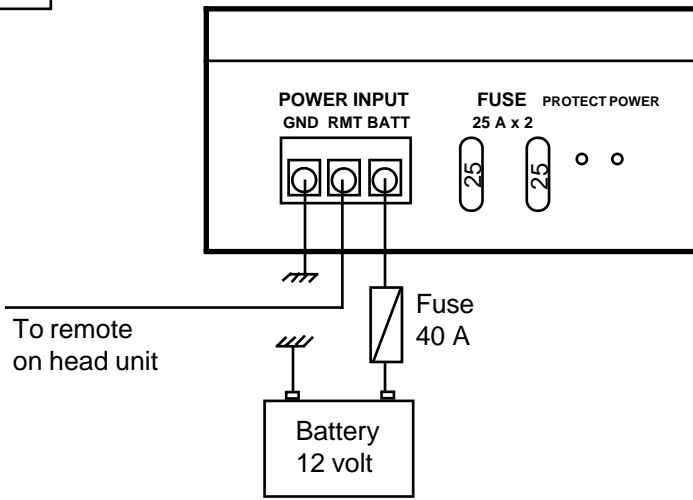 POWER INPUT
GND RMT BATT
FUSE
25 A x 2
PROTECT POWER
25
25
Fuse
40 A
To remote
on head unit
Battery
12 volt